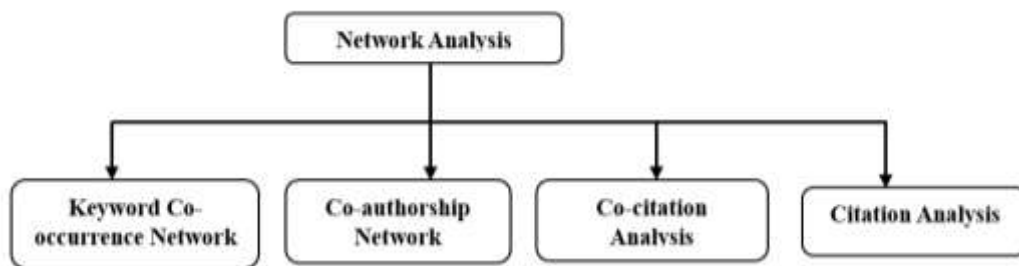 Network Analysis
Keyword Co-
occurrence Network
Co-authorship
Network
Co-citation
Analysis
Citation Analysis